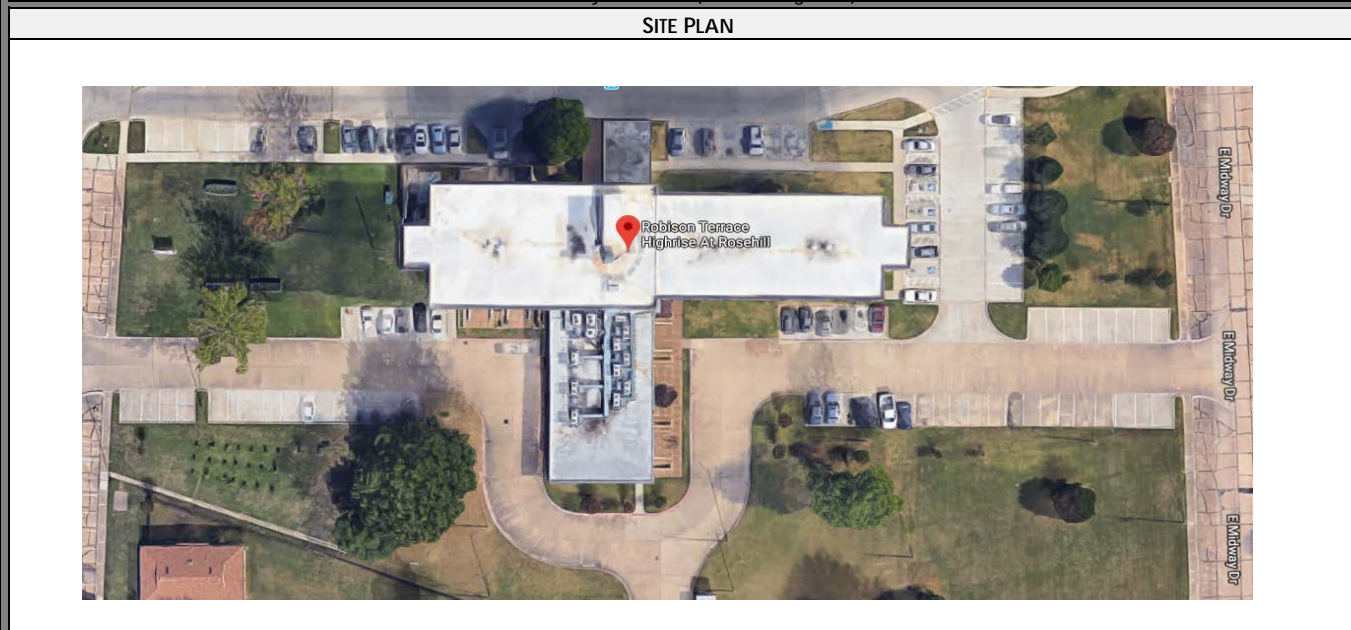 SITE PLAN
Robison Terrace
Highrise At Rosehill
E Midway Dr
E Midway Dr
E Midway Dr